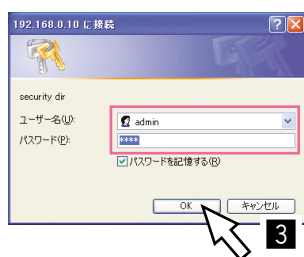 192.168.0.10 に接続
security dir
ユーザー名(U):
admin
パスワード(P):
****
パスワードを記憶する(R)
OK
キャンセル
3